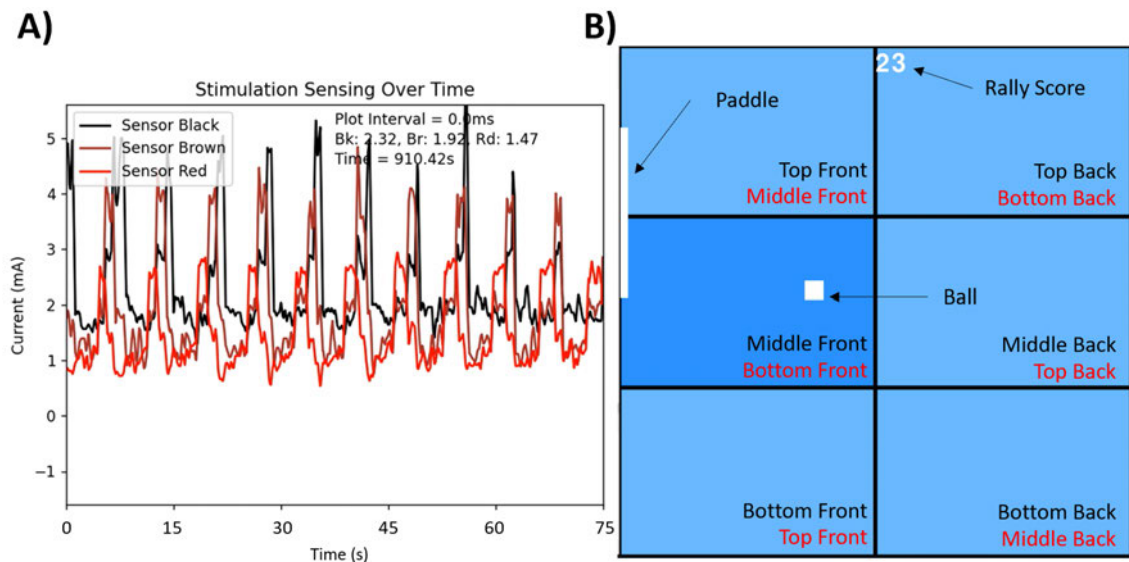 A)
Stimulation Sensing Over Time
Sensor Black
Sensor Brown
Sensor Red
Plot Interval = 0.0ms
Bk: 2.32, Br: 1.92, Rd: 1.47
Time = 910.42s
5
4
3
2
1
0
−1
Current (mA)
0
15
30
45
60
75
Time (s)
B)
23
Paddle
Rally Score
Top Front
Middle Front
Top Back
Bottom Back
Ball
Middle Front
Bottom Front
Middle Back
Top Back
Bottom Front
Top Front
Bottom Back
Middle Back